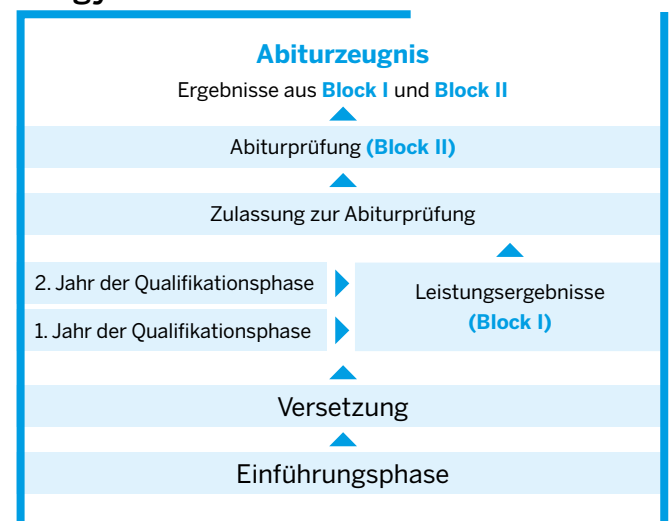 Abiturzeugnis
Ergebnisse aus Block I und Block II
Abiturprüfung (Block II)
Zulassung zur Abiturprüfung
2. Jahr der Qualifikationsphase
1. Jahr der Qualifikationsphase
Leistungsergebnisse
(Block I)
Versetzung
Einführungsphase